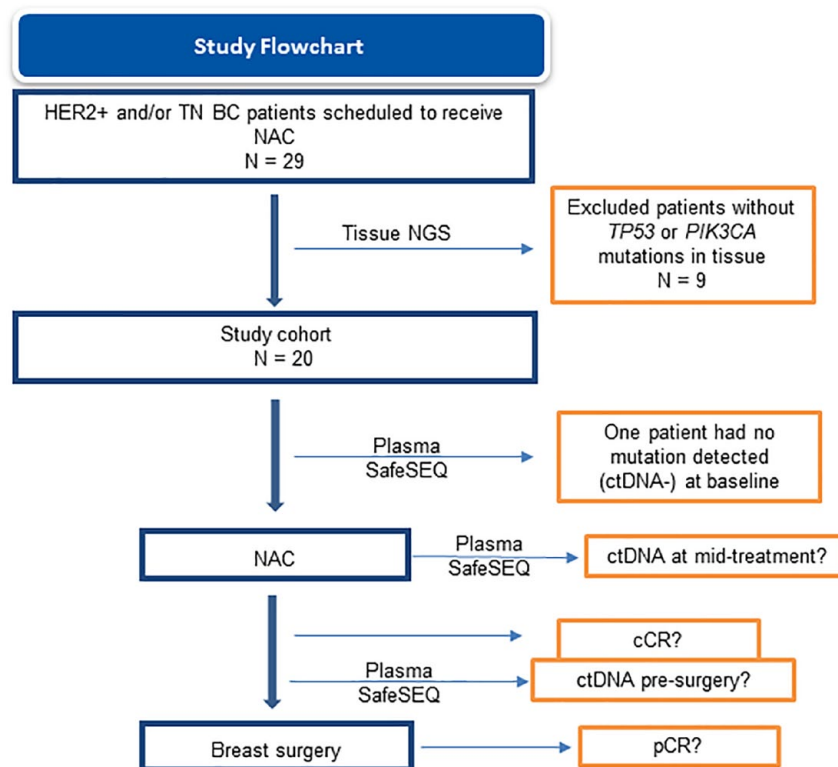 Study Flowchart
HER2+ and/or TN BC patients scheduled to receive
NAC
N = 29
Tissue NGS
Excluded patients without
TP53 or PIK3CA
mutations in tissue
N = 9
Study cohort
N = 20
Plasma
SafeSEQ
One patient had no
mutation detected
(ctDNA-) at baseline
NAC
Plasma
SafeSEQ
ctDNA at mid-treatment?
cCR?
Plasma
SafeSEQ
ctDNA pre-surgery?
Breast surgery
pCR?